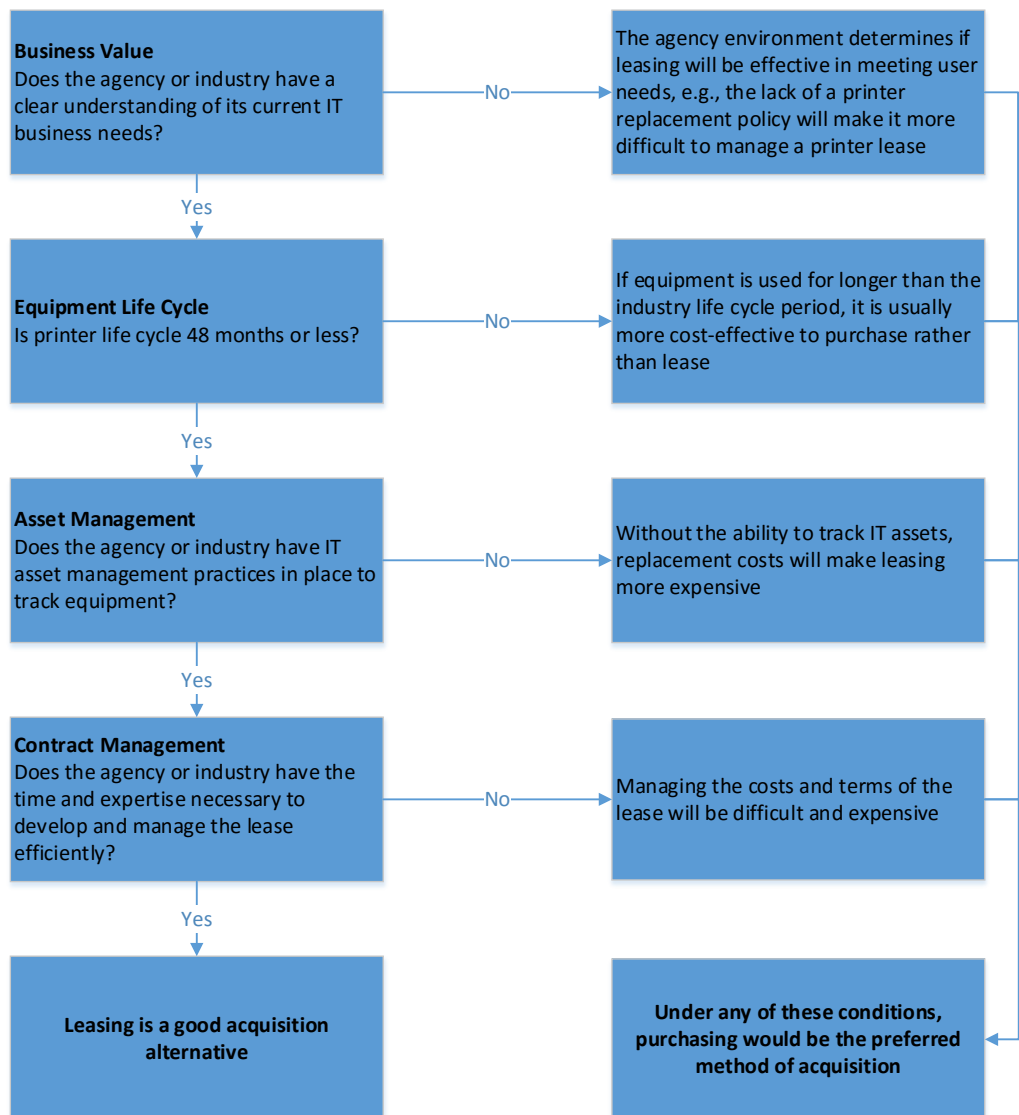 Business Value
Does the agency or industry have a
clear understanding of its current IT
business needs?
No
The agency environment determines if
leasing will be effective in meeting user
needs, e.g., the lack of a printer
replacement policy will make it more
difficult to manage a printer lease
Yes
Equipment Life Cycle
Is printer life cycle 48 months or less?
No
If equipment is used for longer than the
industry life cycle period, it is usually
more cost-effective to purchase rather
than lease
Yes
Asset Management
Does the agency or industry have IT
asset management practices in place to
track equipment?
No
Without the ability to track IT assets,
replacement costs will make leasing
more expensive
Yes
Contract Management
Does the agency or industry have the
time and expertise necessary to
develop and manage the lease
efficiently?
No
Managing the costs and terms of the
lease will be difficult and expensive
Yes
Leasing is a good acquisition
alternative
Under any of these conditions,
purchasing would be the preferred
method of acquisition